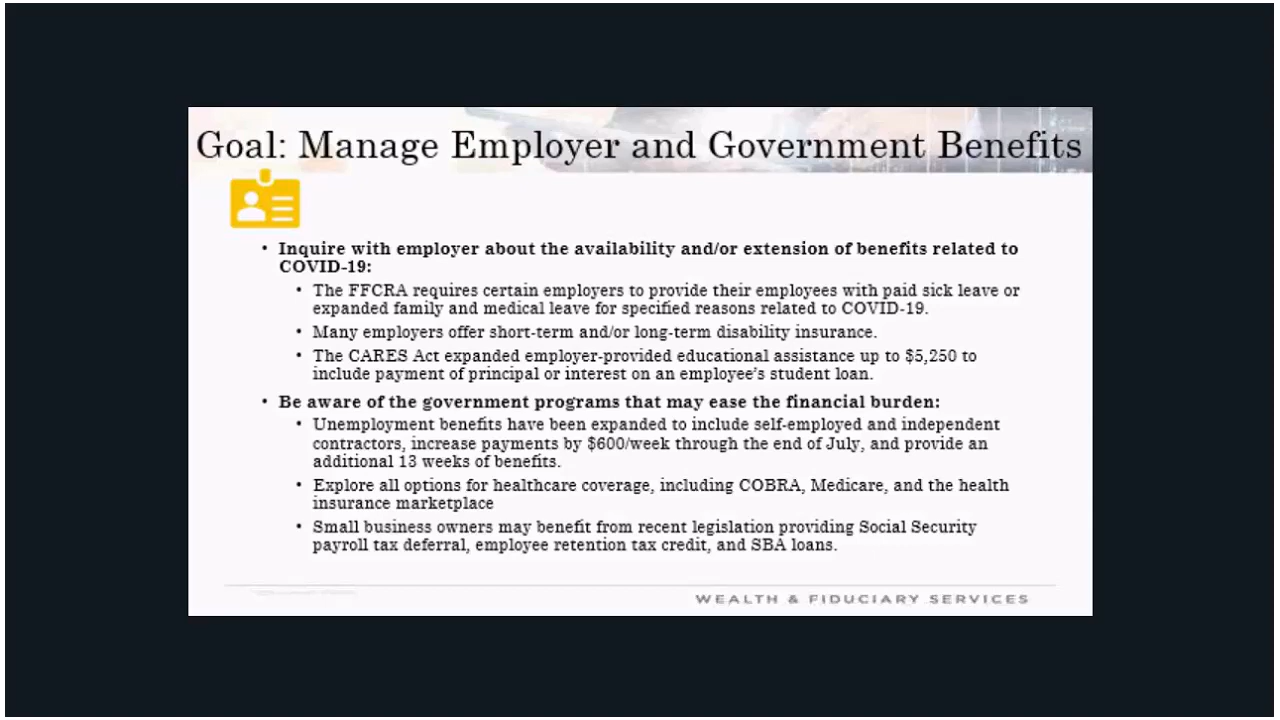 Goal: Manage Employer and Government Benefits
• Inquire with employer about the availability and/or extension of benefits related to
COVID-19:
• The FFCRA requires certain employers to provide their employees with paid sick leave or
expanded family and medical leave for specified reasons related to COVID-19.
• Many employers offer short-term and/or long-term disability insurance.
• The CARES Act expanded employer-provided educational assistance up to $5,250 to
include payment of principal or interest on an employee's student loan.
• Be aware of the government programs that may ease the financial burden:
• Unemployment benefits have been expanded to include self-employed and independent
contractors, increase payments by $600/week through the end of July, and provide an
additional 13 weeks of benefits.
• Explore all options for healthcare coverage, including COBRA, Medicare, and the health
insurance marketplace
• Small business owners may benefit from recent legislation providing Social Security
payroll tax deferral, employee retention tax credit, and SBA loans.
WEALTH & FIDUCIARY SERVICES